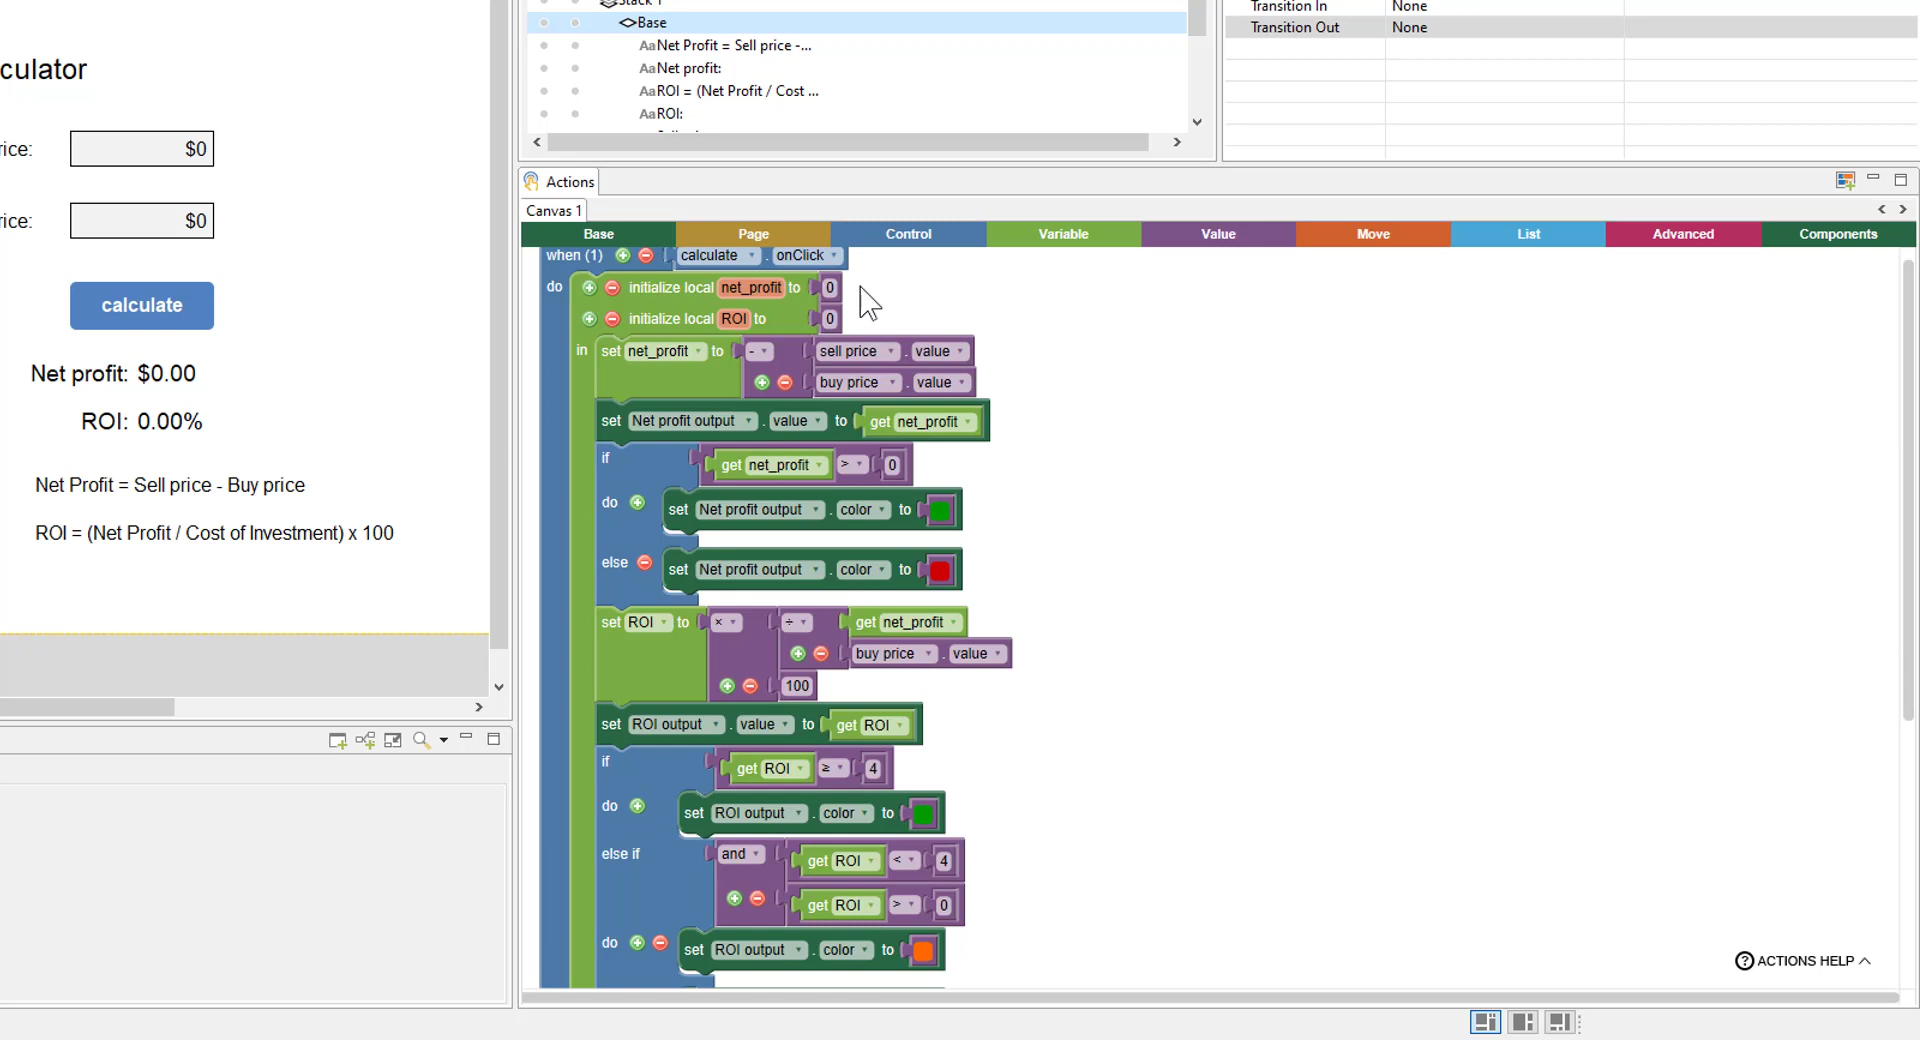 Stack 1
Base
AaNet Profit = Sell price -...
AaNet profit:
AaROI = (Net Profit / Cost ...
AaROI:
Transition In None
Transition Out None
culator
rice: $0
rice: $0
calculate
Net profit: $0.00
ROI: 0.00%
Net Profit = Sell price - Buy price
ROI = (Net Profit / Cost of Investment) x 100
Actions
Canvas 1
Base Page Control Variable Value Move List Advanced Components
when (1) calculate . onClick
do initialize local net_profit to 0
initialize local ROI to 0
in set net_profit to - sell price . value
buy price . value
set Net profit output . value to get net_profit
if get net_profit > 0
do set Net profit output . color to
else set Net profit output . color to
set ROI to × ÷ get net_profit
buy price . value
100
set ROI output . value to get ROI
if get ROI ≥ 4
do set ROI output . color to
else if and get ROI < 4
get ROI > 0
do set ROI output . color to
? ACTIONS HELP